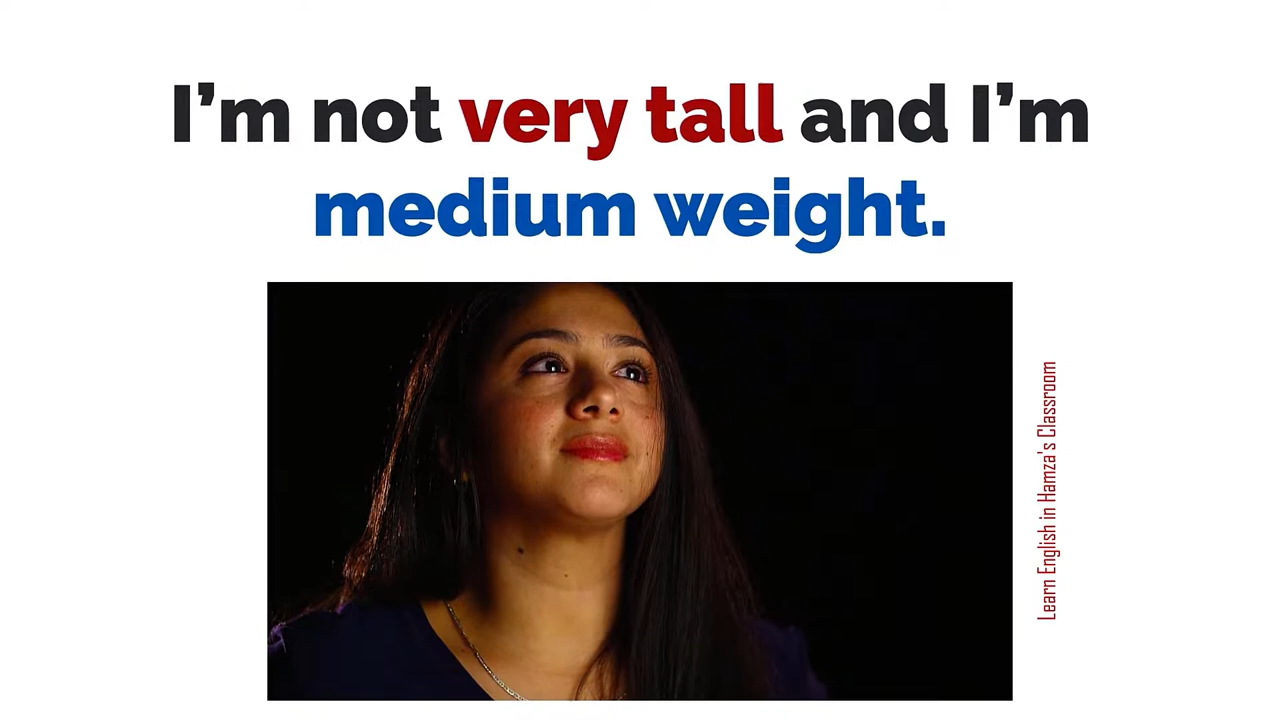 I’m not very tall and I’m
medium weight.
Learn English in Hamza's Classroom